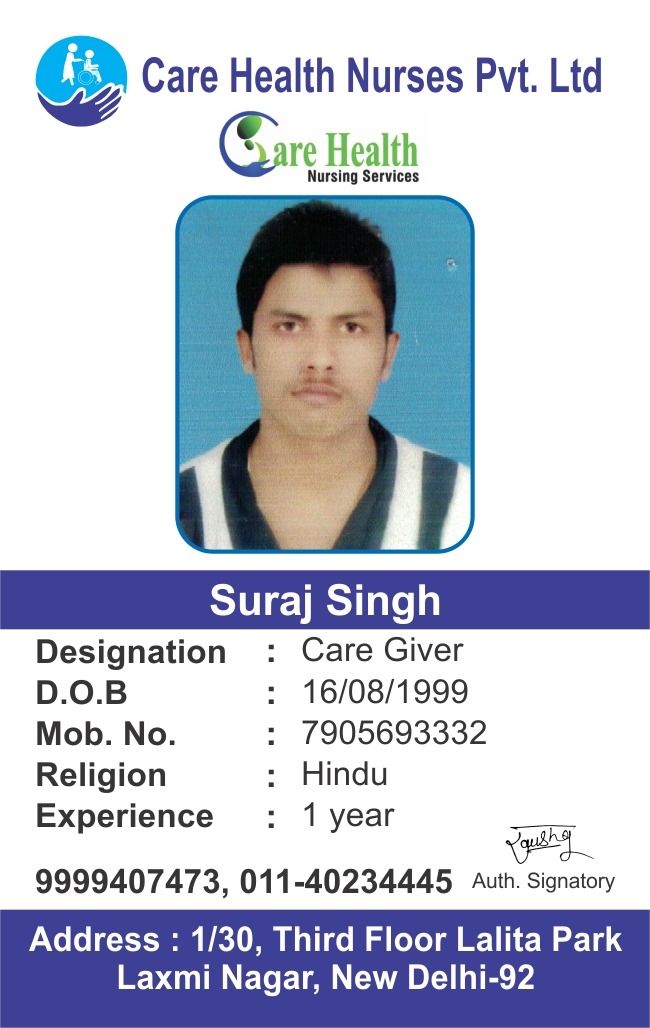 Care Health Nurses Pvt. Ltd
Care Health
Nursing Services
Suraj Singh
Designation : Care Giver
D.O.B : 16/08/1999
Mob. No. : 7905693332
Religion : Hindu
Experience : 1 year
9999407473, 011-40234445 Auth. Signatory
Address : 1/30, Third Floor Lalita Park
Laxmi Nagar, New Delhi-92